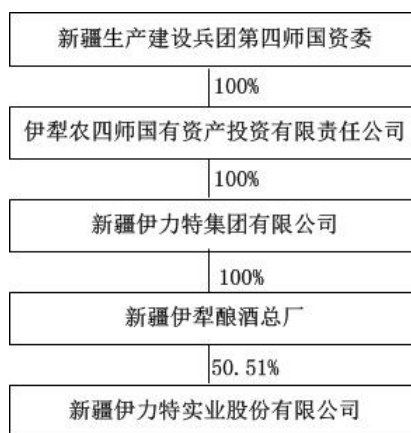 新疆生产建设兵团第四师国资委
100%
伊犁农四师国有资产投资有限责任公司
100%
新疆伊力特集团有限公司
100%
新疆伊犁酿酒总厂
50.51%
新疆伊力特实业股份有限公司